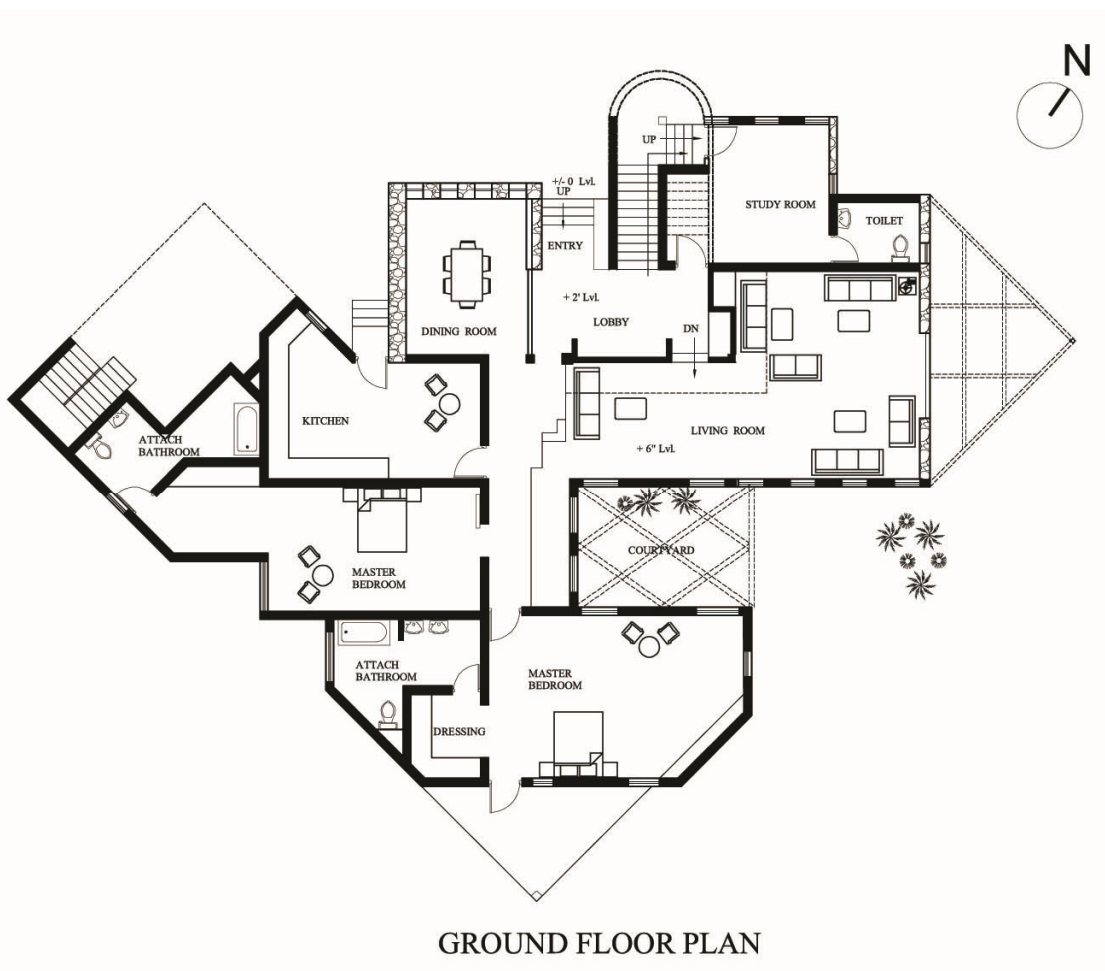 N
UP
+/- 0 Lvl.
UP
STUDY ROOM
TOILET
ENTRY
+ 2' Lvl.
LOBBY
DN
DINING ROOM
KITCHEN
LIVING ROOM
+ 6" Lvl.
ATTACH
BATHROOM
COURTYARD
MASTER
BEDROOM
ATTACH
BATHROOM
MASTER
BEDROOM
DRESSING
GROUND FLOOR PLAN